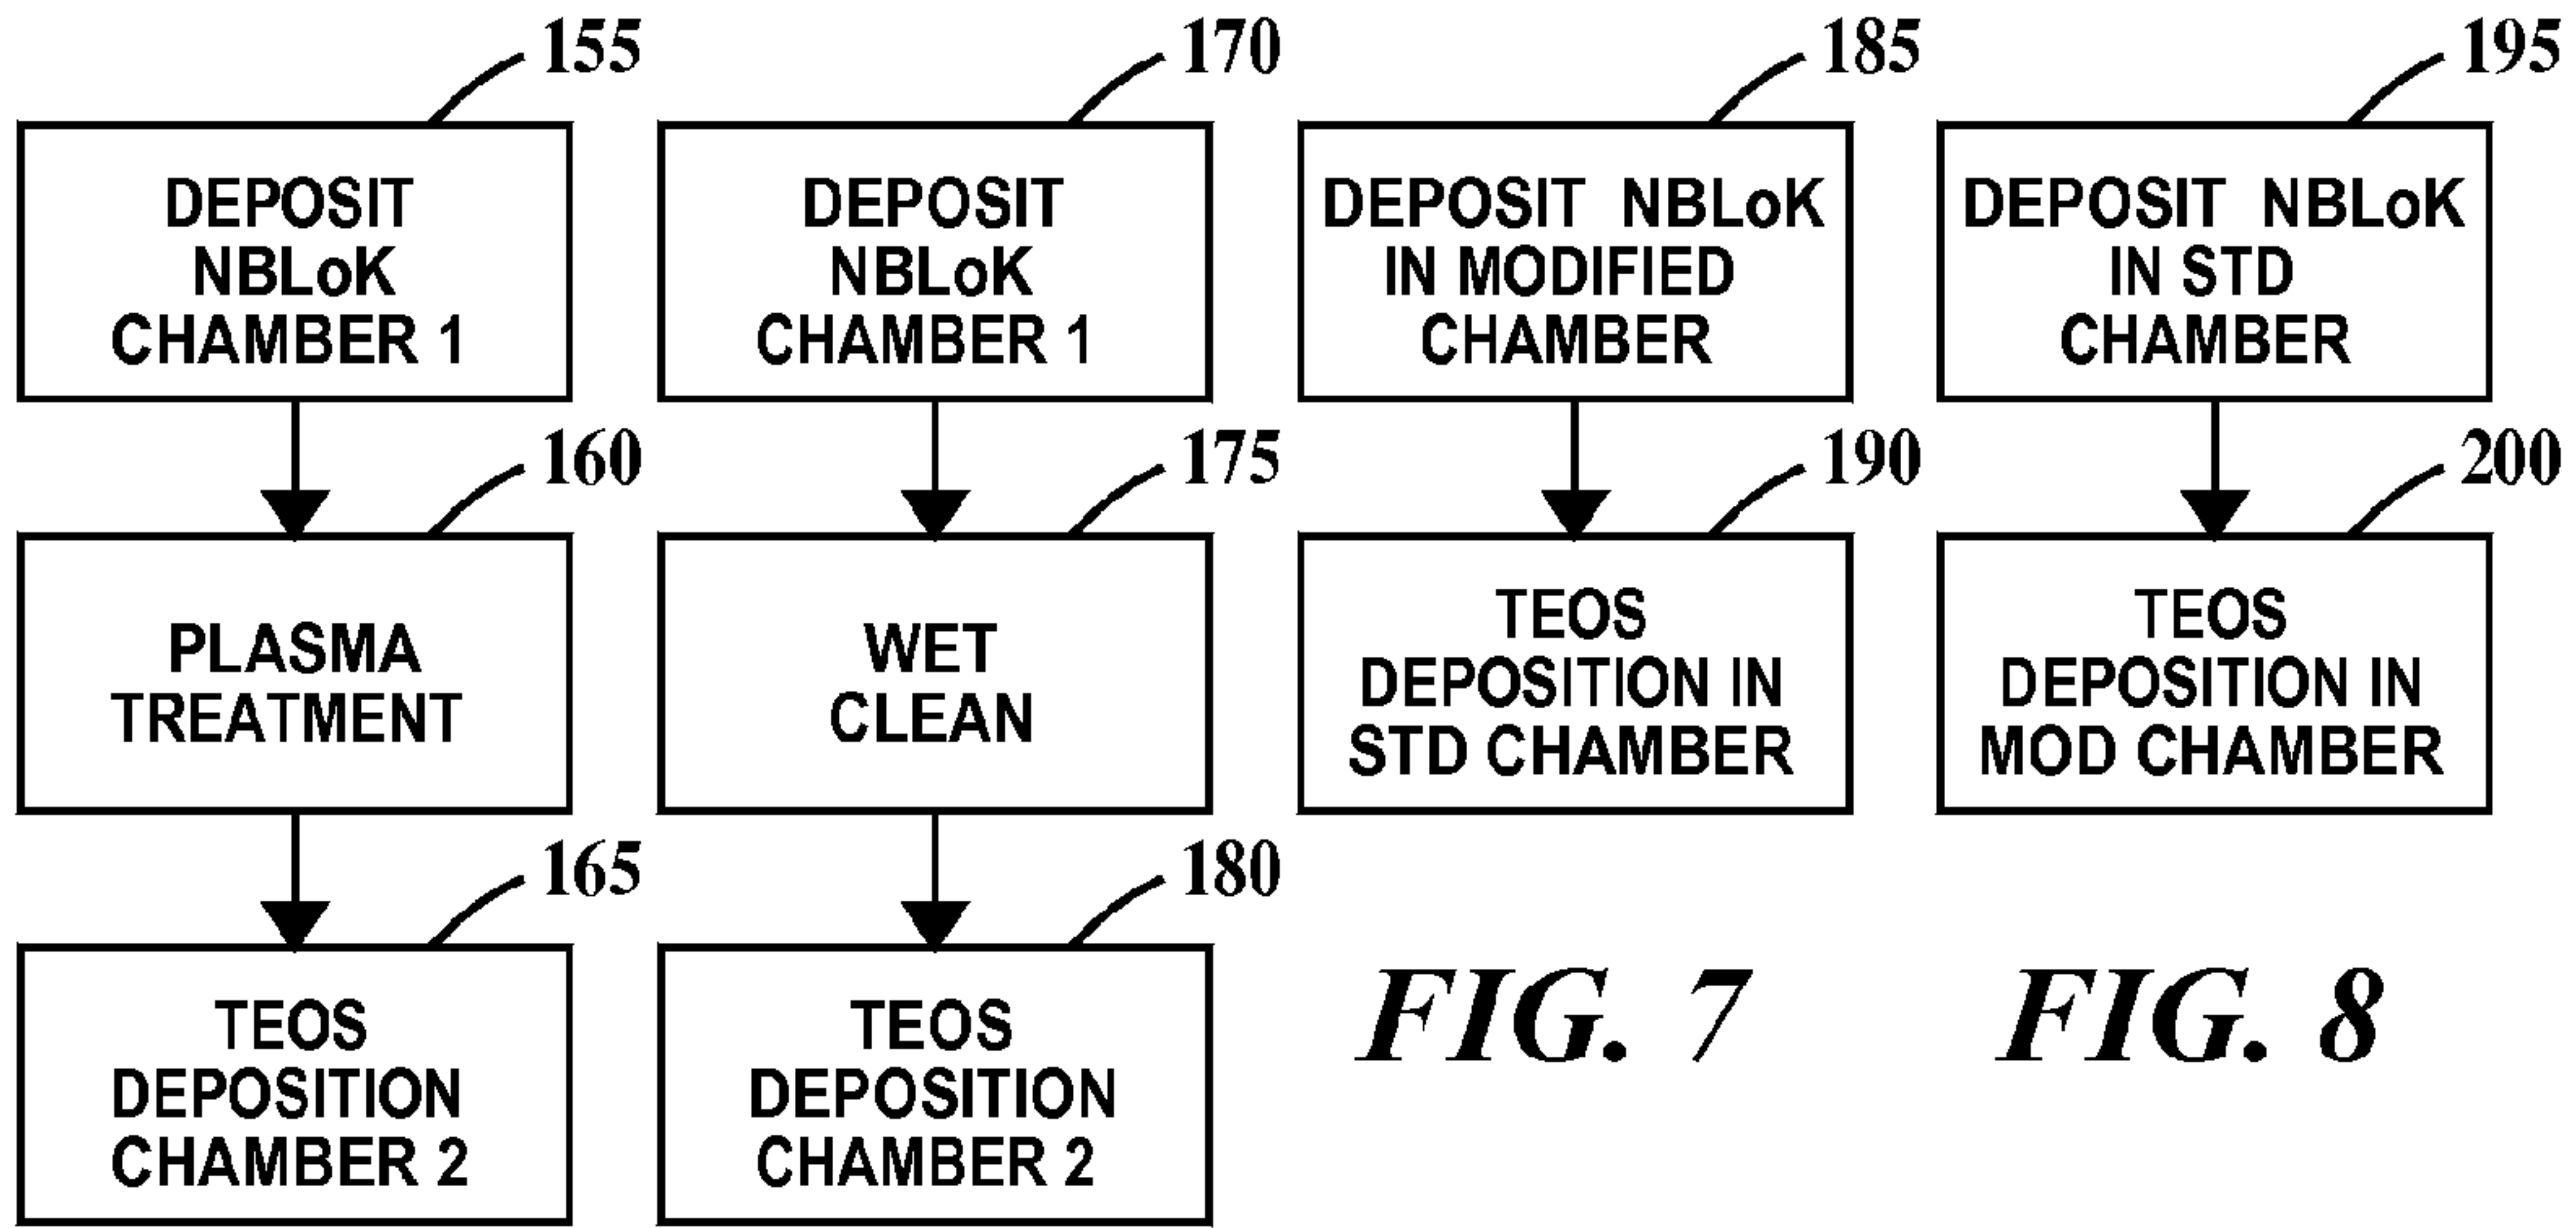 155
DEPOSIT
NBLoK
CHAMBER 1
160
PLASMA
TREATMENT
165
TEOS
DEPOSITION
CHAMBER 2
170
DEPOSIT
NBLoK
CHAMBER 1
175
WET
CLEAN
180
TEOS
DEPOSITION
CHAMBER 2
185
DEPOSIT NBLoK
IN MODIFIED
CHAMBER
190
TEOS
DEPOSITION IN
STD CHAMBER
FIG. 7
195
DEPOSIT NBLoK
IN STD
CHAMBER
200
TEOS
DEPOSITION IN
MOD CHAMBER
FIG. 8